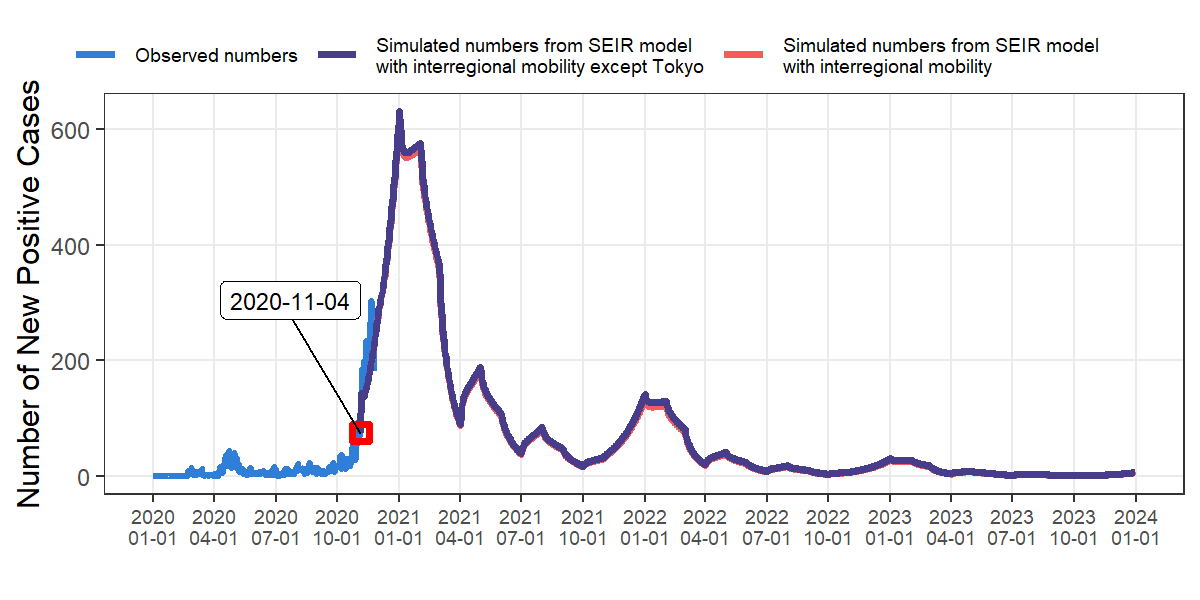 Observed numbers
Simulated numbers from SEIR model
with interregional mobility except Tokyo
Simulated numbers from SEIR model
with interregional mobility
Number of New Positive Cases
600
400
200
0
2020-11-04
2020 2020 2020 2020 2021 2021 2021 2021 2022 2022 2022 2022 2023 2023 2023 2023 2024
01-01 04-01 07-01 10-01 01-01 04-01 07-01 10-01 01-01 04-01 07-01 10-01 01-01 04-01 07-01 10-01 01-01